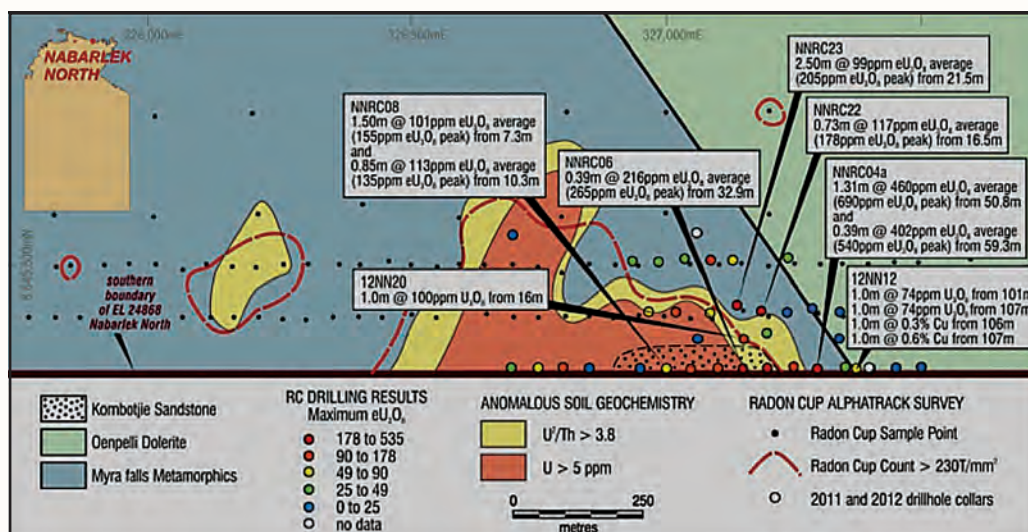 NABARLEK
NORTH
326,500mE
327,000mE
southern
boundary
of EL 24868
Nabarlek North
NNRC08
1.50m @ 101ppm eU₃O₈ average
(155ppm eU₃O₈ peak) from 7.3m
and
0.85m @ 113ppm eU₃O₈ average
(135ppm eU₃O₈ peak) from 10.3m
NNRC06
0.39m @ 216ppm eU₃O₈ average
(265ppm eU₃O₈ peak) from 32.9m
12NN20
1.0m @ 100ppm U₃O₈ from 16m
NNRC23
2.50m @ 99ppm eU₃O₈ average
(205ppm eU₃O₈ peak) from 21.5m
NNRC22
0.73m @ 117ppm eU₃O₈ average
(178ppm eU₃O₈ peak) from 16.5m
NNRC04a
1.31m @ 460ppm eU₃O₈ average
(690ppm eU₃O₈ peak) from 50.8m
and
0.39m @ 402ppm eU₃O₈ average
(540ppm eU₃O₈ peak) from 59.3m
12NN12
1.0m @ 74ppm U₃O₈ from 101m
1.0m @ 74ppm U₃O₈ from 107m
1.0m @ 0.3% Cu from 106m
1.0m @ 0.6% Cu from 107m
Kombotjie Sandstone
Oenpelli Dolerite
Myra falls Metamorphics
RC DRILLING RESULTS
Maximum eU₃O₈
178 to 535
90 to 178
49 to 90
25 to 49
0 to 25
no data
ANOMALOUS SOIL GEOCHEMISTRY
U²/Th > 3.8
U > 5 ppm
0 250
metres
RADON CUP ALPHATRACK SURVEY
Radon Cup Sample Point
Radon Cup Count > 230T/mm²
2011 and 2012 drillhole collars